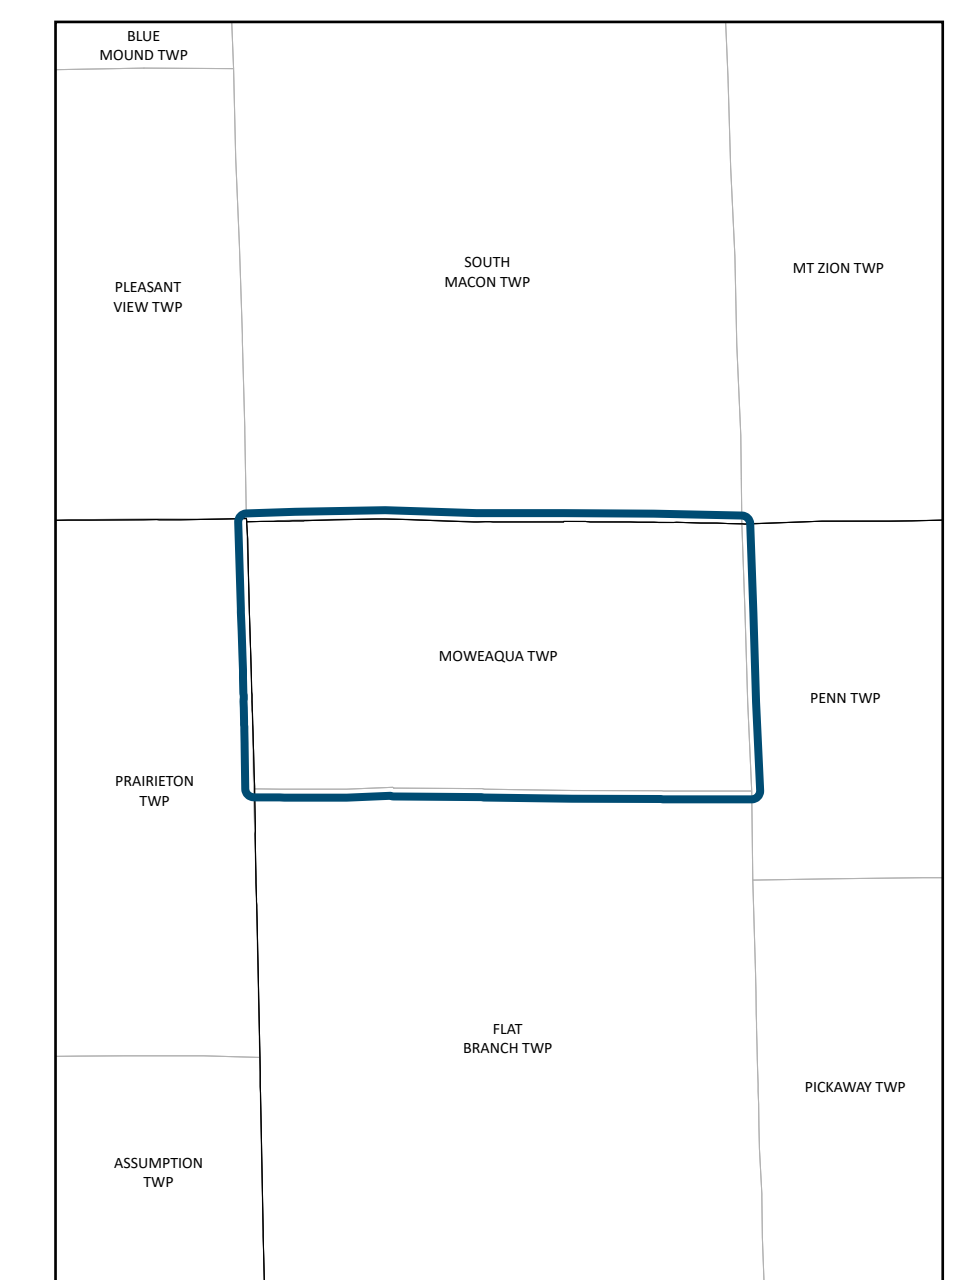 BLUE
MOUND TWP
SOUTH
MACON TWP
MT ZION TWP
PLEASANT
VIEW TWP
MOWEAQUA TWP
PENN TWP
PRAIRIETON
TWP
FLAT
BRANCH TWP
PICKAWAY TWP
ASSUMPTION
TWP